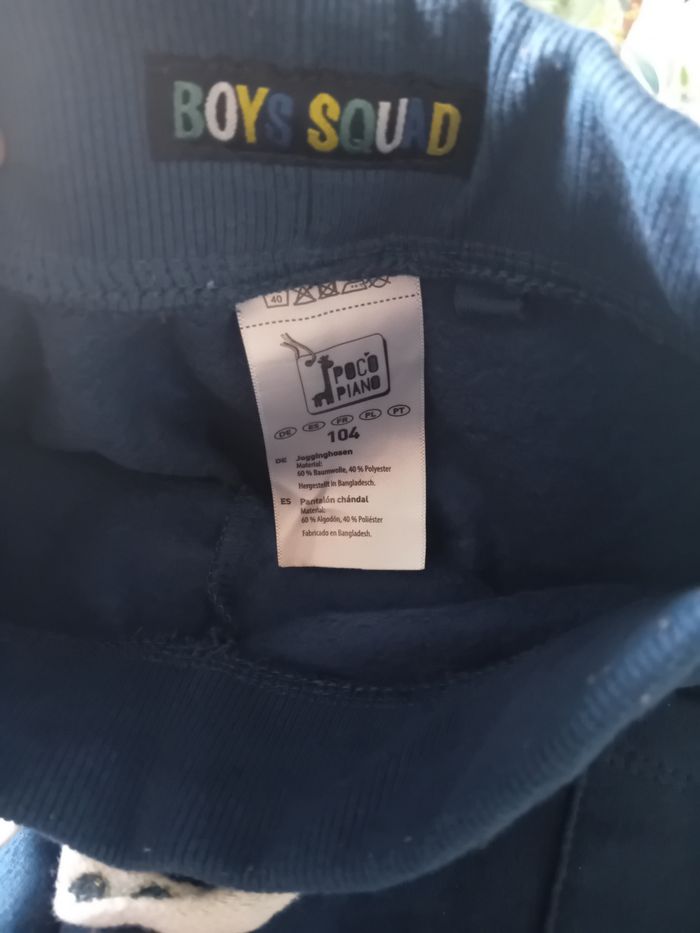 BOYS SQUAD
40
POCO
PIANO
DE ES FR PL PT
104
DE Jogginghosen
Material:
60 % Baumwolle, 40 % Polyester
Hergestellt in Bangladesch.
ES Pantalón chándal
Material:
60 % Algodón, 40 % Poliéster
Fabricado en Bangladesh.